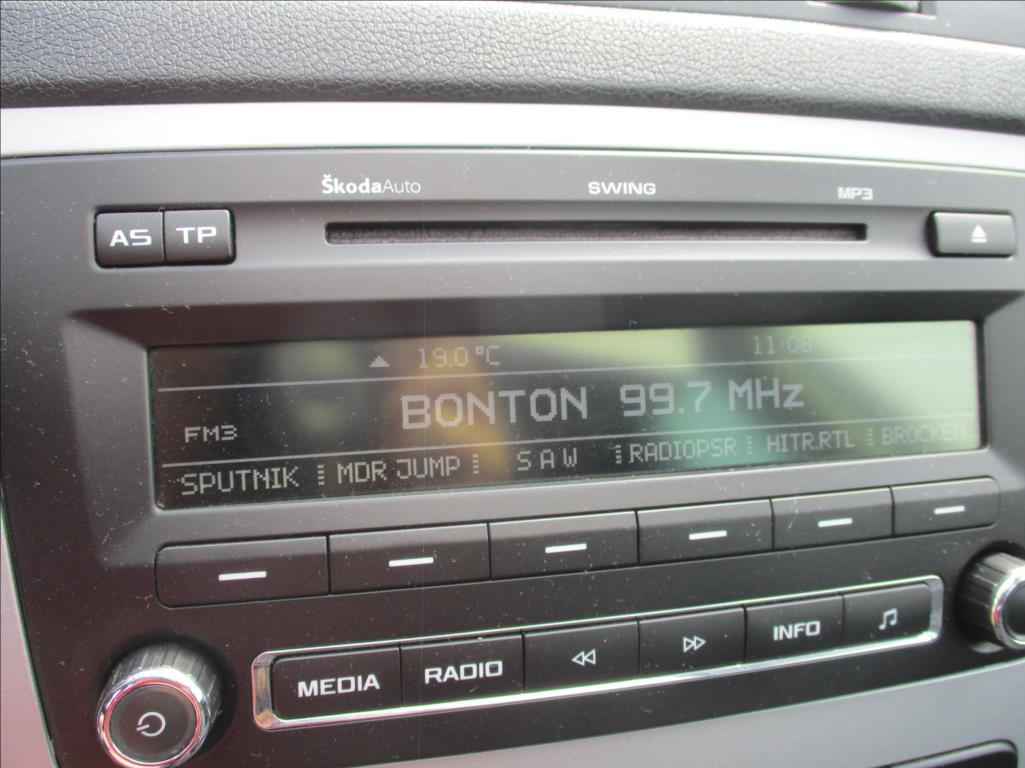 ŠkodaAuto SWING MP3
AS TP
19.0°C 11:08
BONTON 99.7 MHz
FM3
SPUTNIK MDR JUMP SAW RADIOPSR HITR.RTL BROCKEN
MEDIA RADIO INFO